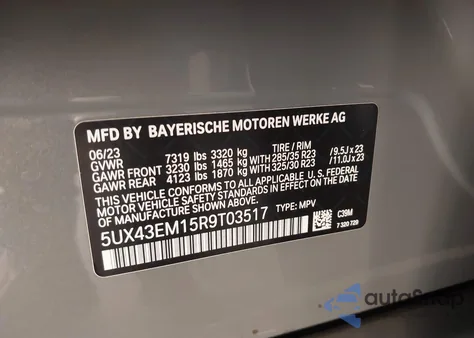 MFD BY BAYERISCHE MOTOREN WERKE AG
06/23 TIRE / RIM
GVWR 7319 lbs 3320 kg
GAWR FRONT 3230 lbs 1465 kg WITH 285/35 R23 / 9.5J x 23
GAWR REAR 4123 lbs 1870 kg WITH 325/30 R23 / 11.0J x 23
THIS VEHICLE CONFORMS TO ALL APPLICABLE U. S. FEDERAL
MOTOR VEHICLE SAFETY STANDARDS IN EFFECT ON THE
DATE OF MANUFACTURE SHOWN ABOVE.
5UX43EM15R9T03517 TYPE: MPV
C39M
7 320 729